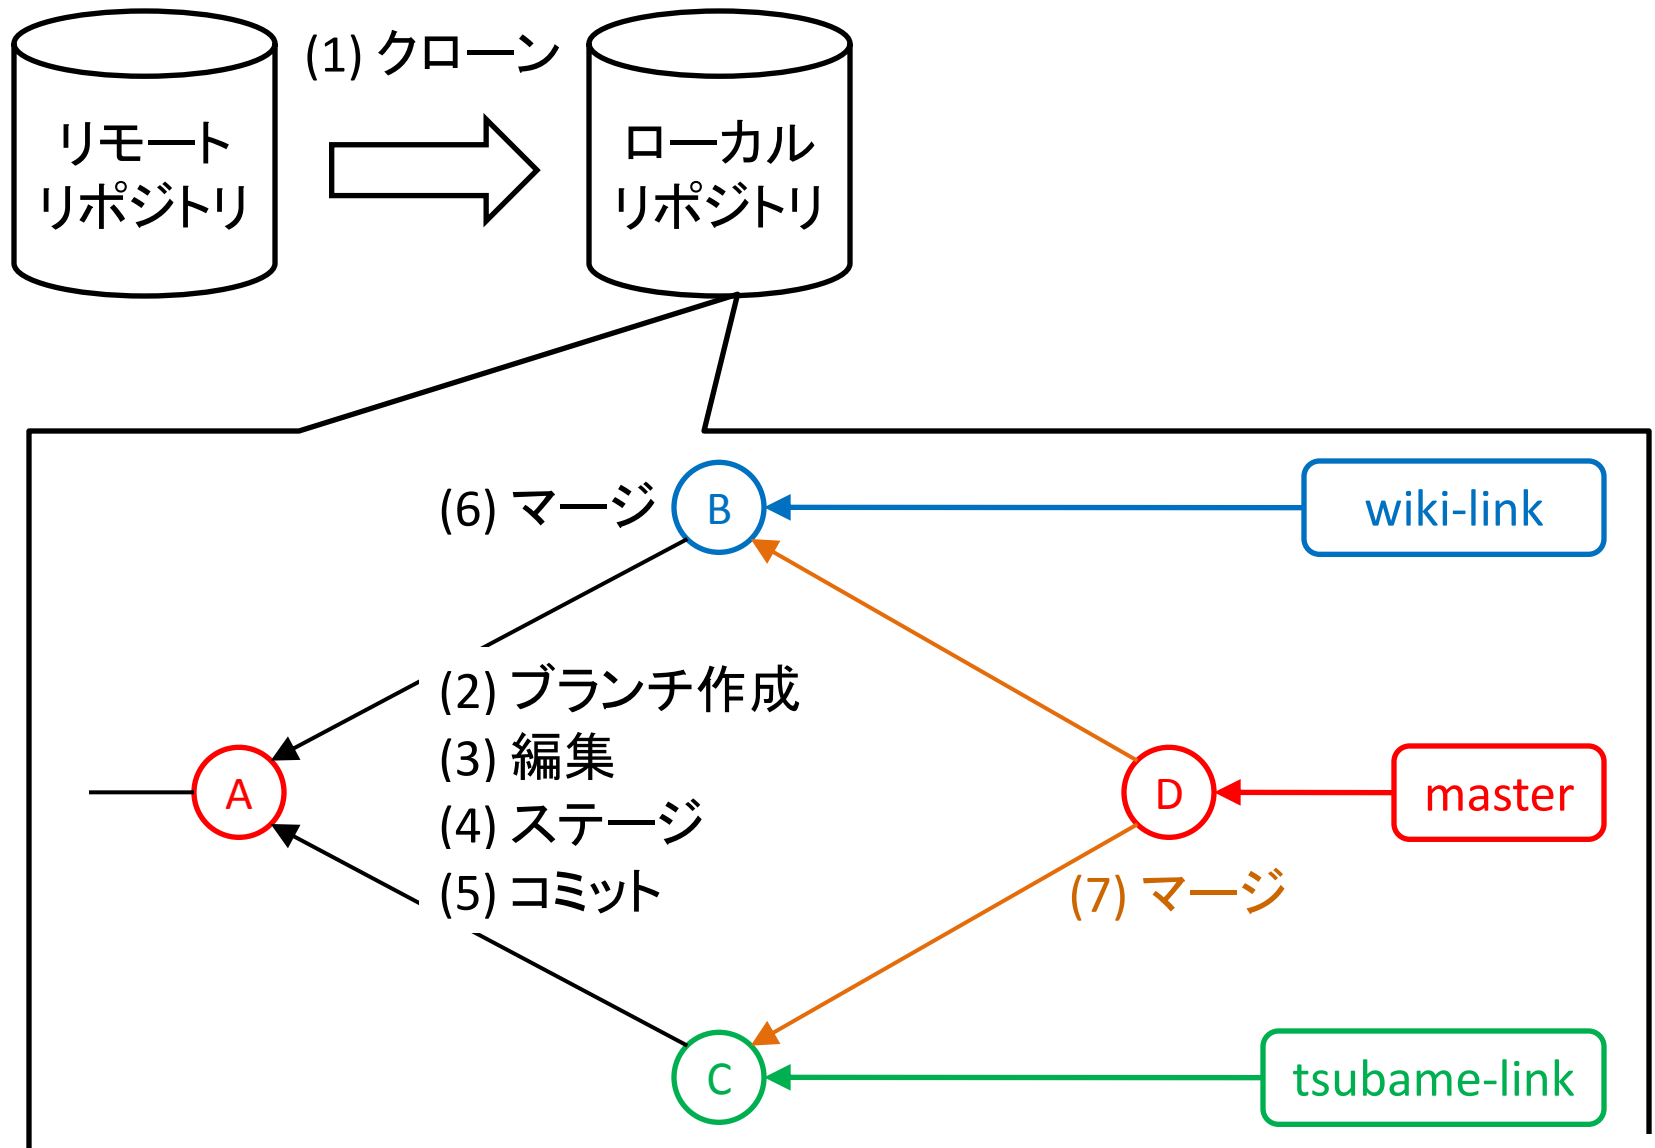 (1) クローン
リモート
リポジトリ
ローカル
リポジトリ
(6) マージ
B
wiki-link
(2) ブランチ作成
(3) 編集
(4) ステージ
(5) コミット
A
D
master
(7) マージ
C
tsubame-link